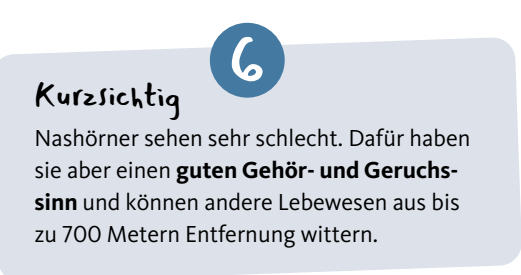 6
Kurzsichtig
Nashörner sehen sehr schlecht. Dafür haben
sie aber einen guten Gehör- und Geruchs-
sinn und können andere Lebewesen aus bis
zu 700 Metern Entfernung wittern.